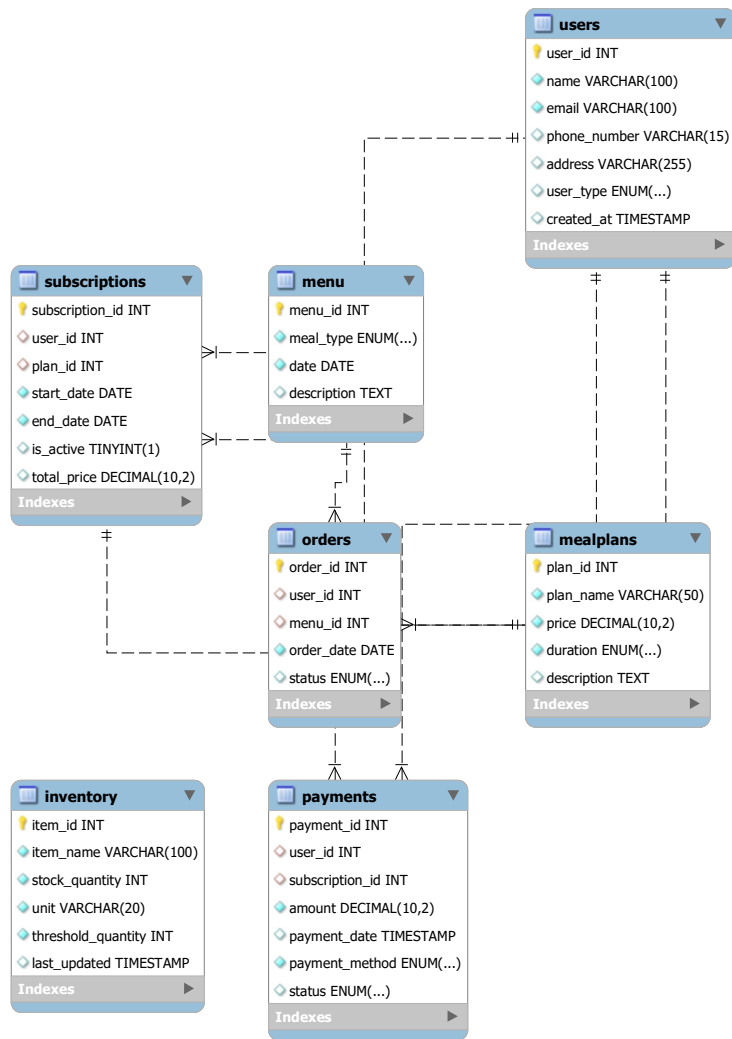 users
user_id INT
name VARCHAR(100)
email VARCHAR(100)
phone_number VARCHAR(15)
address VARCHAR(255)
user_type ENUM(...)
created_at TIMESTAMP
Indexes
subscriptions
subscription_id INT
user_id INT
plan_id INT
start_date DATE
end_date DATE
is_active TINYINT(1)
total_price DECIMAL(10,2)
Indexes
menu
menu_id INT
meal_type ENUM(...)
date DATE
description TEXT
Indexes
orders
order_id INT
user_id INT
menu_id INT
order_date DATE
status ENUM(...)
Indexes
mealplans
plan_id INT
plan_name VARCHAR(50)
price DECIMAL(10,2)
duration ENUM(...)
description TEXT
Indexes
inventory
item_id INT
item_name VARCHAR(100)
stock_quantity INT
unit VARCHAR(20)
threshold_quantity INT
last_updated TIMESTAMP
Indexes
payments
payment_id INT
user_id INT
subscription_id INT
amount DECIMAL(10,2)
payment_date TIMESTAMP
payment_method ENUM(...)
status ENUM(...)
Indexes